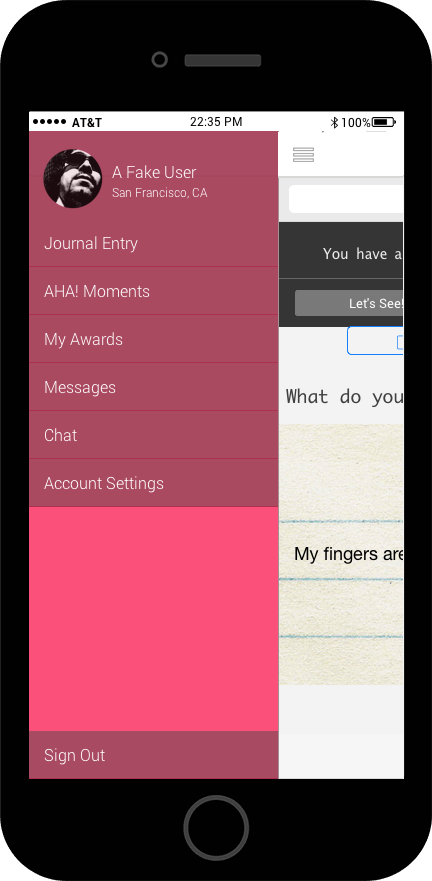 AT&T 22:35 PM 100%
A Fake User
San Francisco, CA
Journal Entry
AHA! Moments
My Awards
Messages
Chat
Account Settings
Sign Out
You have a
Let's See!
What do you
My fingers are